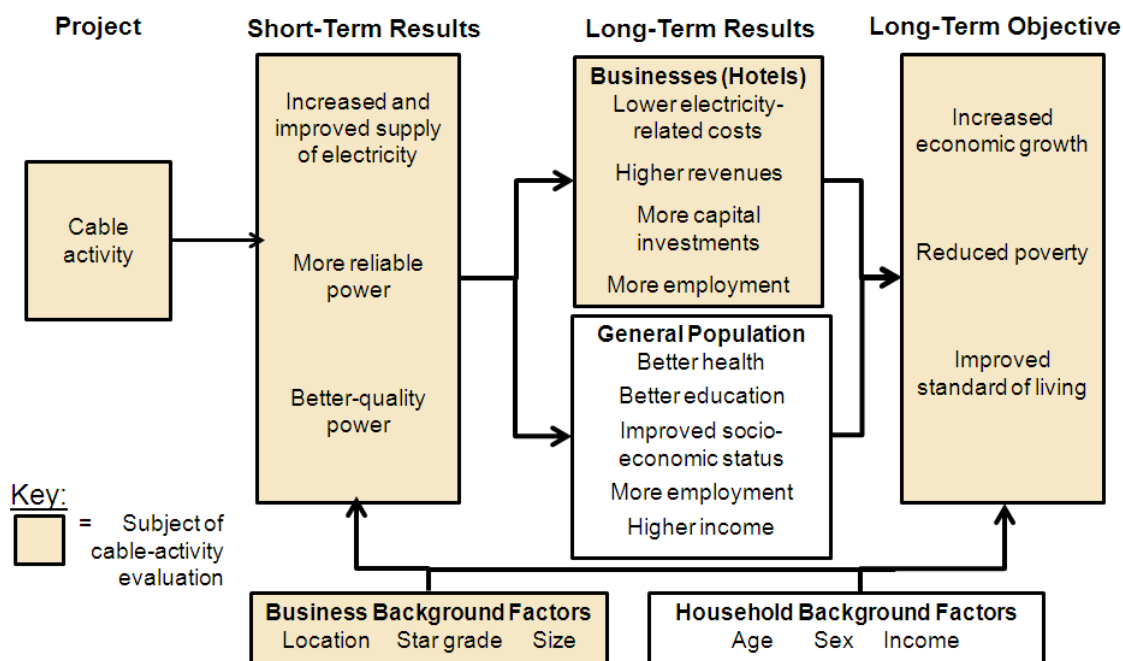 Project
Short-Term Results
Long-Term Results
Long-Term Objective
Cable
activity
Increased and
improved supply
of electricity
More reliable
power
Better-quality
power
Businesses (Hotels)
Lower electricity-
related costs
Higher revenues
More capital
investments
More employment
General Population
Better health
Better education
Improved socio-
economic status
More employment
Higher income
Increased
economic growth
Reduced poverty
Improved
standard of living
Key:
= Subject of
cable-activity
evaluation
Business Background Factors
Location Star grade Size
Household Background Factors
Age Sex Income